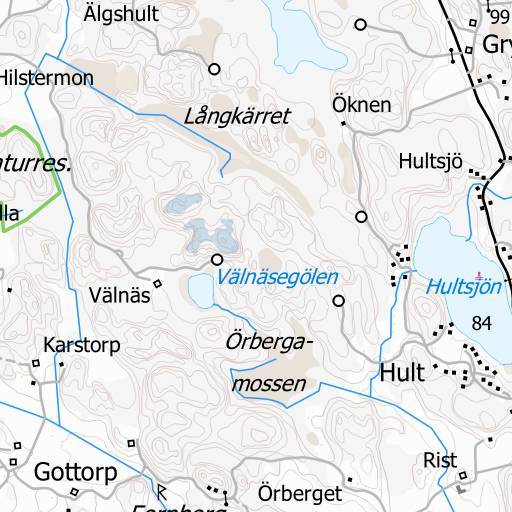 Älgshult
99
Gry
Hilstermon
Långkärret
Öknen
Hultsjö
nturres.
lla
Välnäsegölen
Hultsjön
Välnäs
84
Örberga-
mossen
Karstorp
Hult
Gottorp
Rist
Örberget
Fornborg